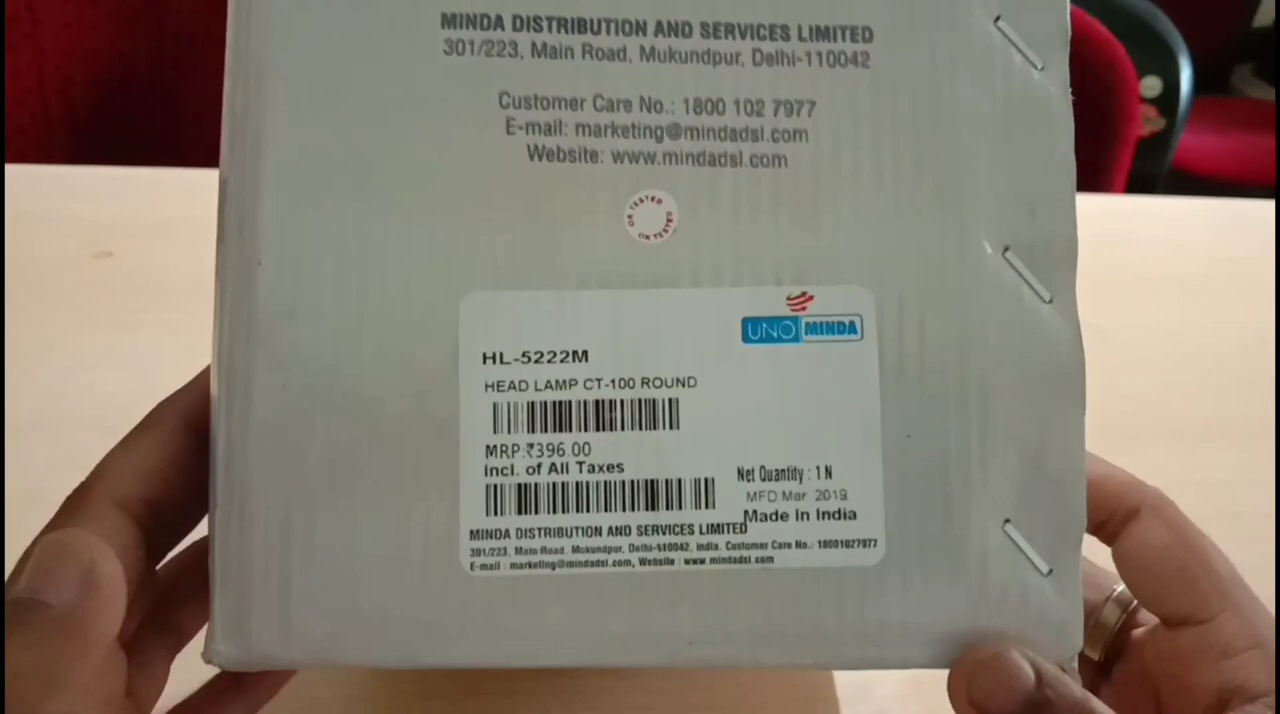 MINDA DISTRIBUTION AND SERVICES LIMITED
301/223, Main Road, Mukundpur, Delhi-110042
Customer Care No.: 1800 102 7977
E-mail: marketing@mindadsl.com
Website: www.mindadsl.com
OK TESTED OK TESTED
UNO MINDA
HL-5222M
HEAD LAMP CT-100 ROUND
MRP:₹396.00
Incl. of All Taxes
Net Quantity : 1 N
MFD Mar 2019
Made In India
MINDA DISTRIBUTION AND SERVICES LIMITED
301/223, Main Road, Mukundpur, Delhi-110042, India. Customer Care No.: 18001027977
E-mail : marketing@mindadsl.com, Website : www.mindadsl.com